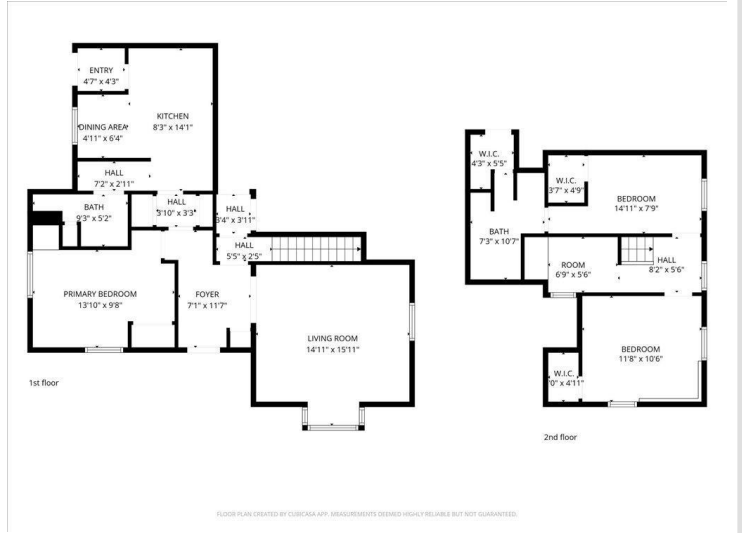 ENTRY
4'7" x 4'3"
KITCHEN
8'3" x 14'1"
DINING AREA
4'11" x 6'4"
HALL
7'2" x 2'11"
BATH
9'3" x 5'2"
HALL
3'10" x 3'3"
HALL
3'4" x 3'11"
HALL
5'5" x 2'5"
PRIMARY BEDROOM
13'10" x 9'8"
FOYER
7'1" x 11'7"
LIVING ROOM
14'11" x 15'11"
1st floor
W.I.C.
4'3" x 5'5"
W.I.C.
3'7" x 4'9"
BEDROOM
14'11" x 7'9"
BATH
7'3" x 10'7"
ROOM
6'9" x 5'6"
HALL
8'2" x 5'6"
BEDROOM
11'8" x 10'6"
W.I.C.
'0" x 4'11"
2nd floor
FLOOR PLAN CREATED BY CUBICASA APP. MEASUREMENTS DEEMED HIGHLY RELIABLE BUT NOT GUARANTEED.